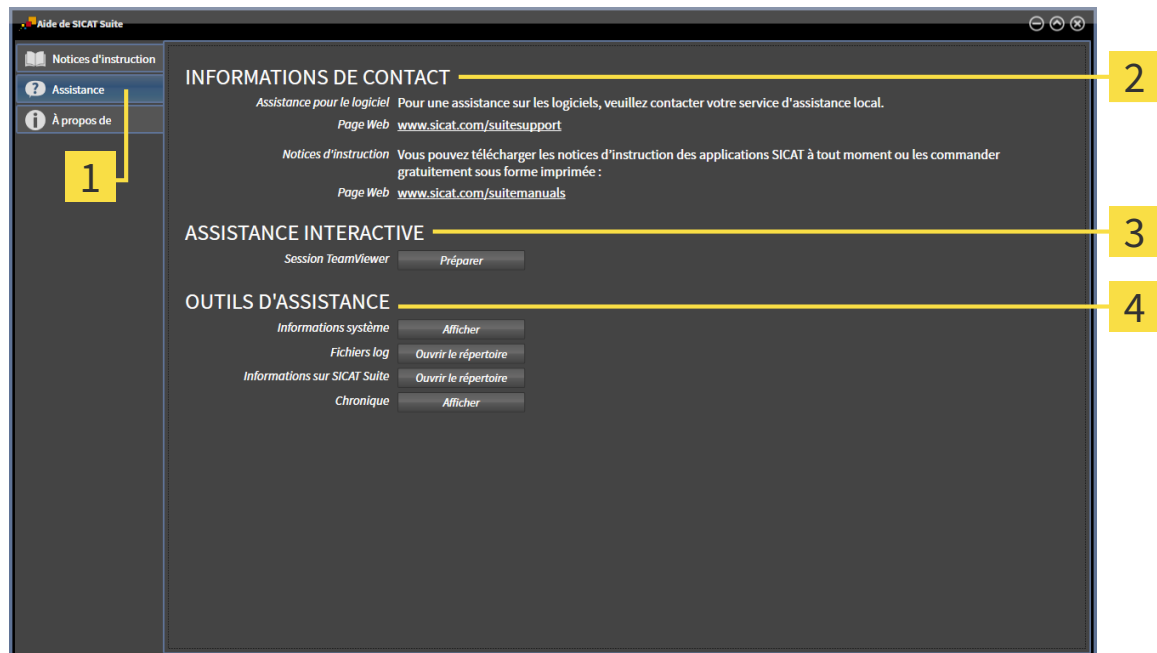 Aide de SICAT Suite
Notices d'instruction
Assistance
À propos de
1
INFORMATIONS DE CONTACT
2
Assistance pour le logiciel Pour une assistance sur les logiciels, veuillez contacter votre service d'assistance local.
Page Web www.sicat.com/suitesupport
Notices d'instruction Vous pouvez télécharger les notices d'instruction des applications SICAT à tout moment ou les commander
gratuitement sous forme imprimée :
Page Web www.sicat.com/suitemanuals
ASSISTANCE INTERACTIVE
3
Session TeamViewer Préparer
OUTILS D'ASSISTANCE
4
Informations système Afficher
Fichiers log Ouvrir le répertoire
Informations sur SICAT Suite Ouvrir le répertoire
Chronique Afficher